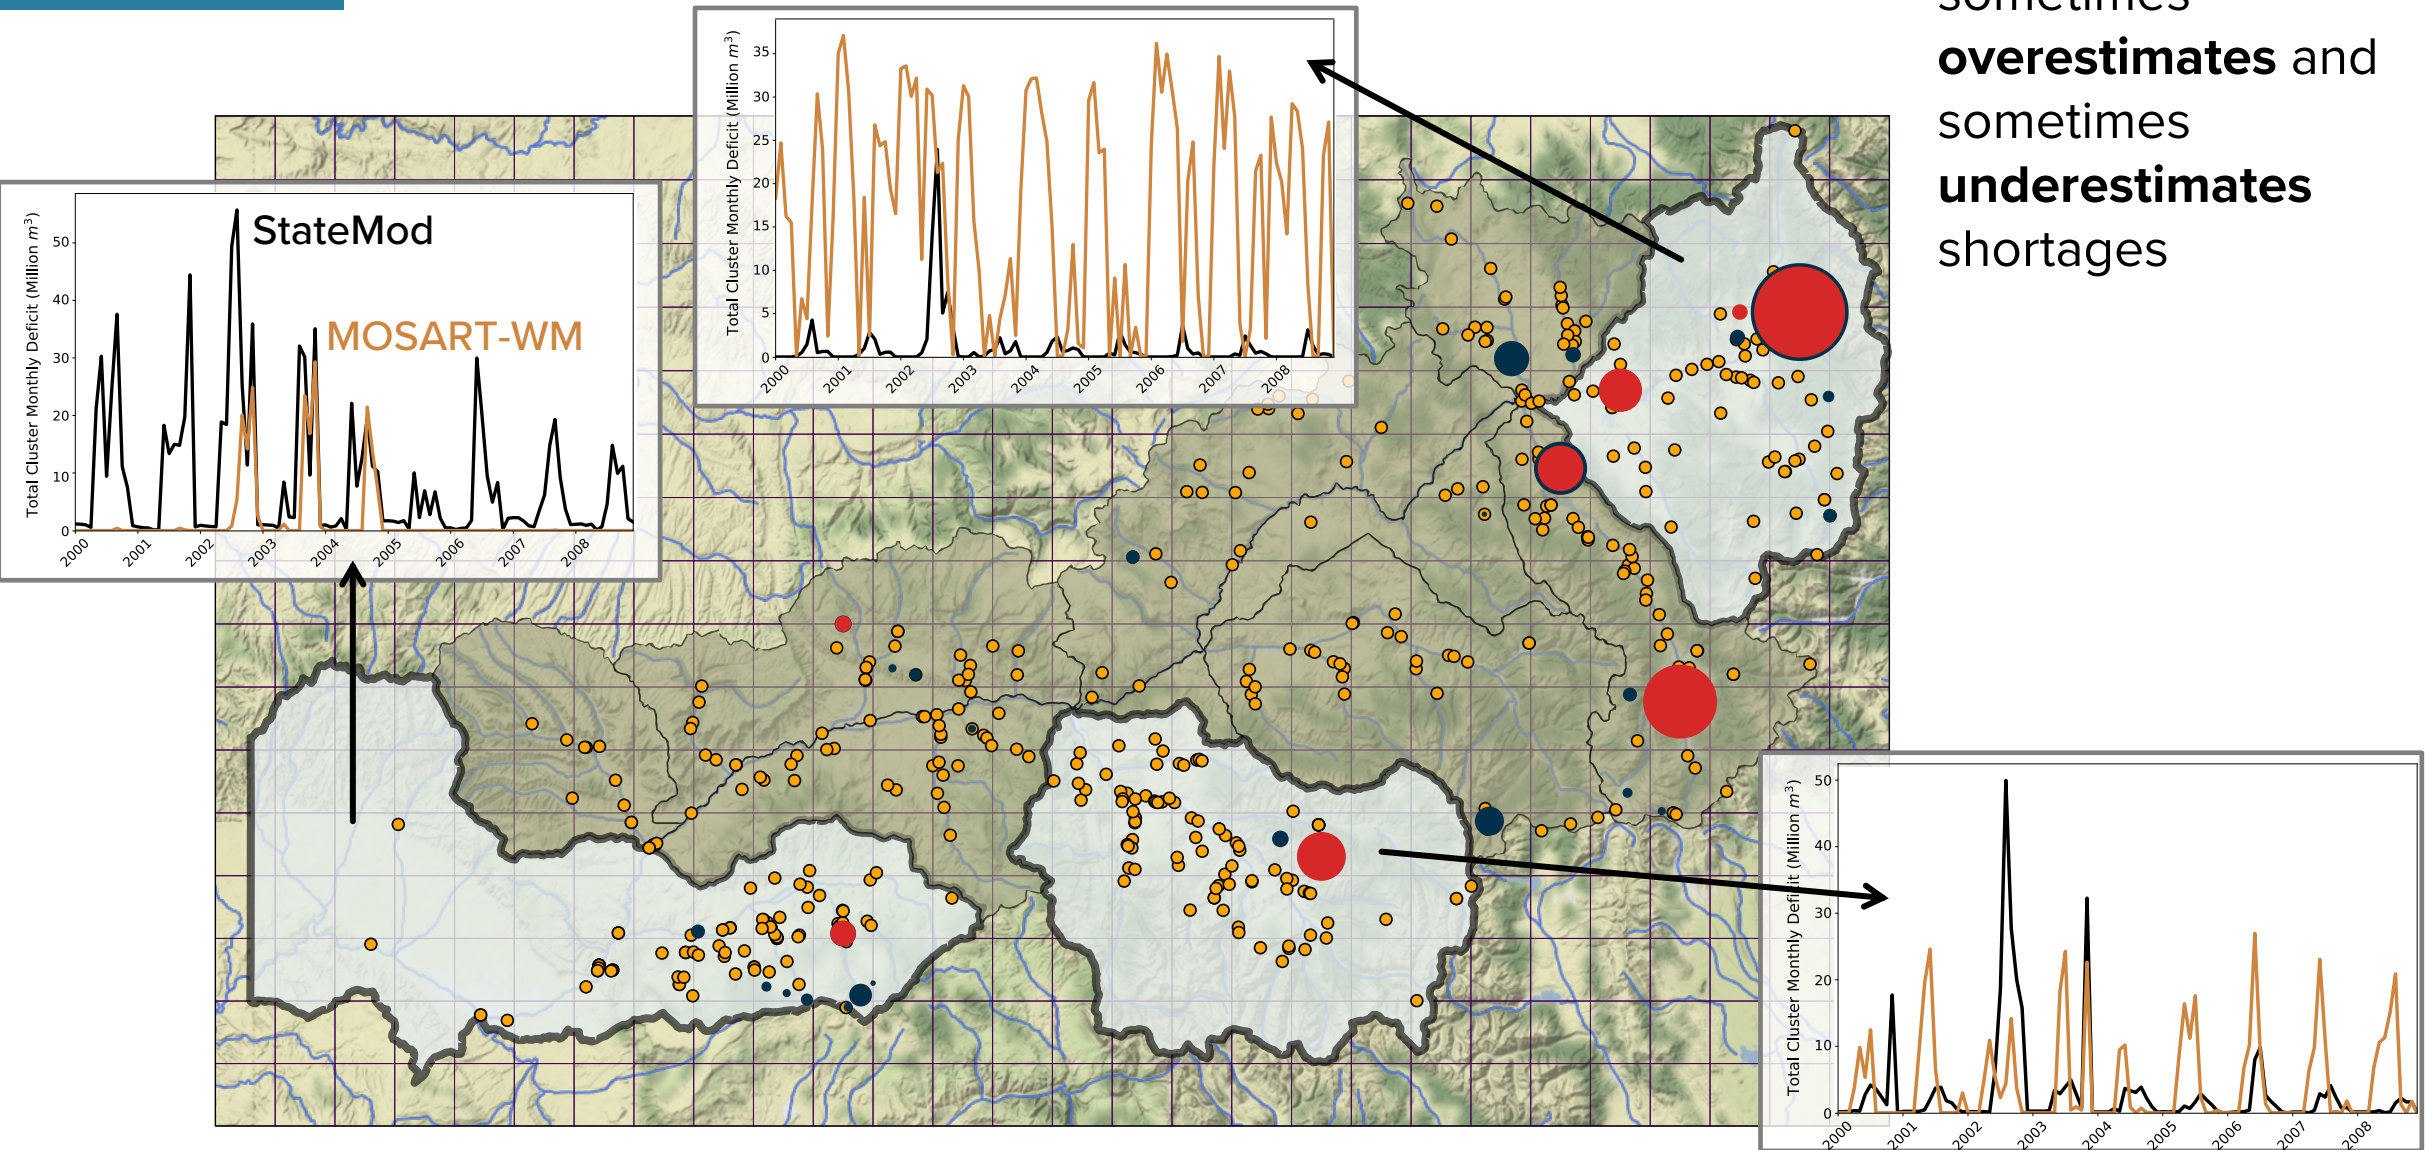 sometimes
overestimates and
sometimes
underestimates
shortages
Total Cluster Monthly Deficit (Million m³)
35
30
25
20
15
10
5
0
2000 2001 2002 2003 2004 2005 2006 2007 2008
StateMod
MOSART-WM
Total Cluster Monthly Deficit (Million m³)
50
40
30
20
10
0
2000 2001 2002 2003 2004 2005 2006 2007 2008
Total Cluster Monthly Deficit (Million m³)
50
40
30
20
10
0
2000 2001 2002 2003 2004 2005 2006 2007 2008